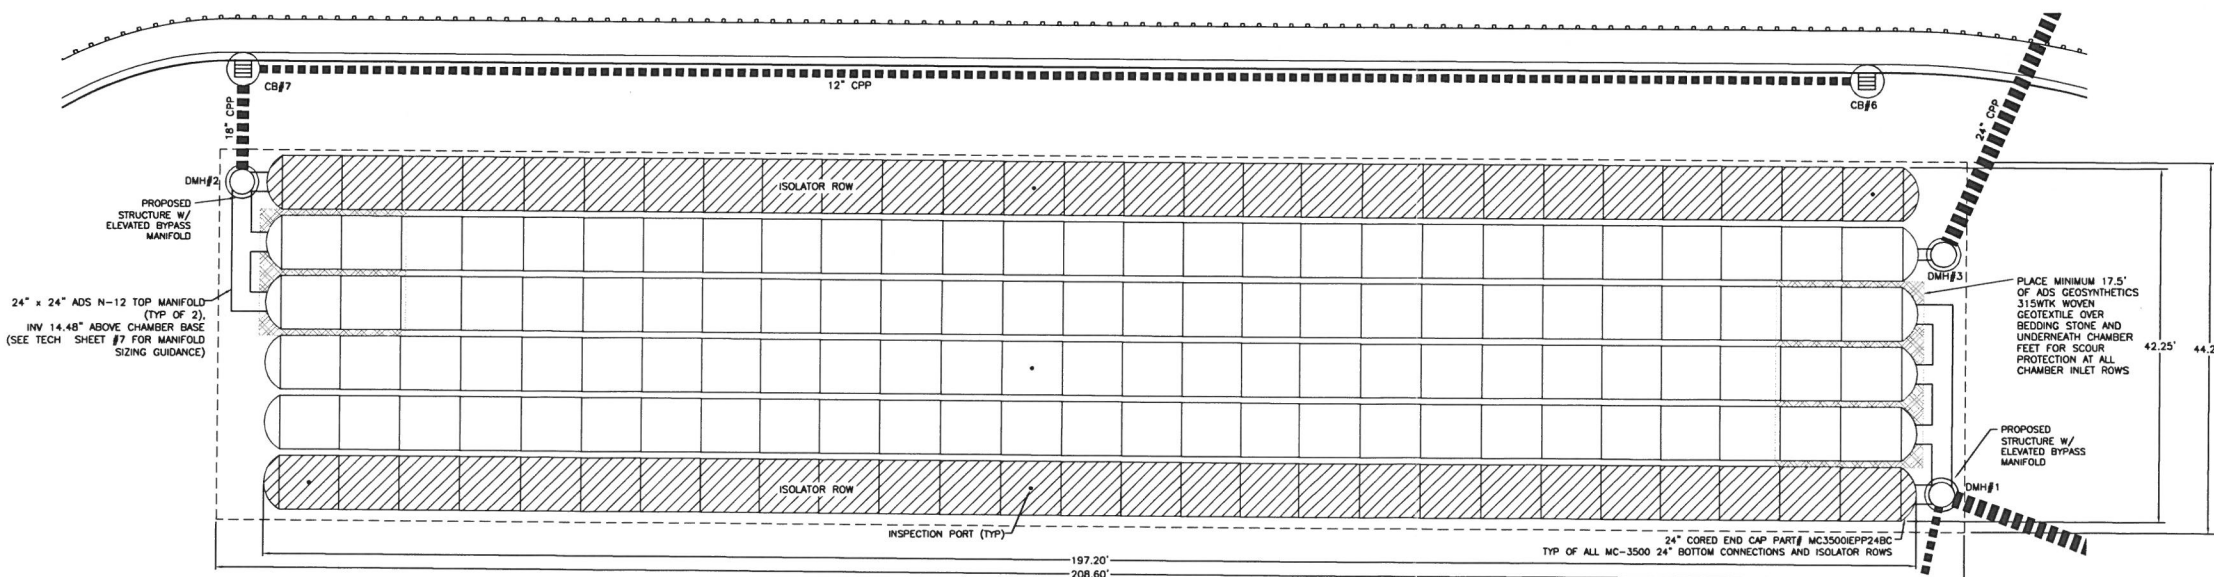 CB#7
12" CPP
CB#6
18" CPP
24" CPP
DMH#2
ISOLATOR ROW
PROPOSED
STRUCTURE W/
ELEVATED BYPASS
MANIFOLD
DMH#3
24" x 24" ADS N-12 TOP MANIFOLD
(TYP OF 2),
INV 14.48" ABOVE CHAMBER BASE
(SEE TECH SHEET #7 FOR MANIFOLD
SIZING GUIDANCE)
PLACE MINIMUM 17.5'
OF ADS GEOSYNTHETICS
315WTK WOVEN
GEOTEXTILE OVER
BEDDING STONE AND
UNDERNEATH CHAMBER
FEET FOR SCOUR
PROTECTION AT ALL
CHAMBER INLET ROWS
42.25'
44.2
PROPOSED
STRUCTURE W/
ELEVATED BYPASS
MANIFOLD
ISOLATOR ROW
DMH#1
INSPECTION PORT (TYP)
24" CORED END CAP PART# MC3500IEPP24BC
TYP OF ALL MC-3500 24" BOTTOM CONNECTIONS AND ISOLATOR ROWS
197.20'
208.60'